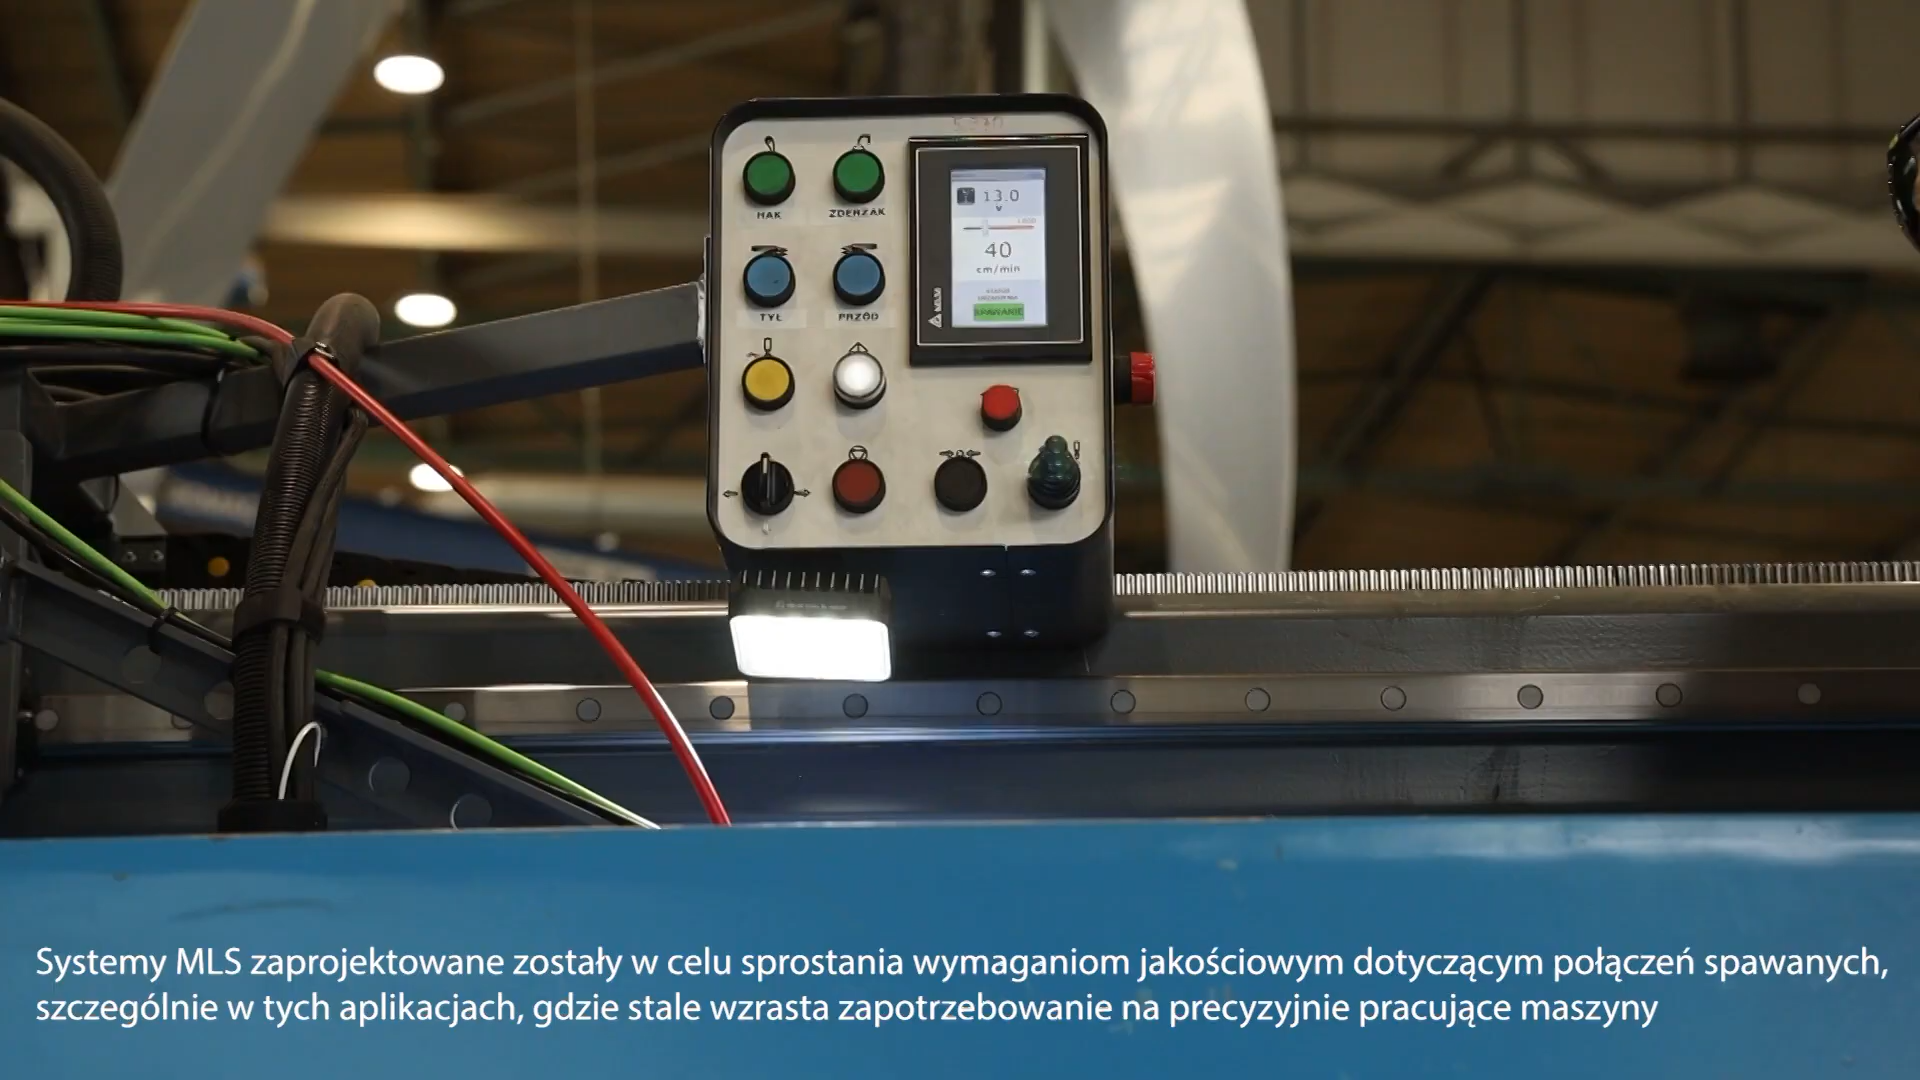 HAK
ZDERZAK
13.0
V
40
cm/min
SPAWANIE
TYŁ
PRZÓD
Systemy MLS zaprojektowane zostały w celu sprostania wymaganiom jakościowym dotyczącym połączeń spawanych,
szczególnie w tych aplikacjach, gdzie stale wzrasta zapotrzebowanie na precyzyjnie pracujące maszyny